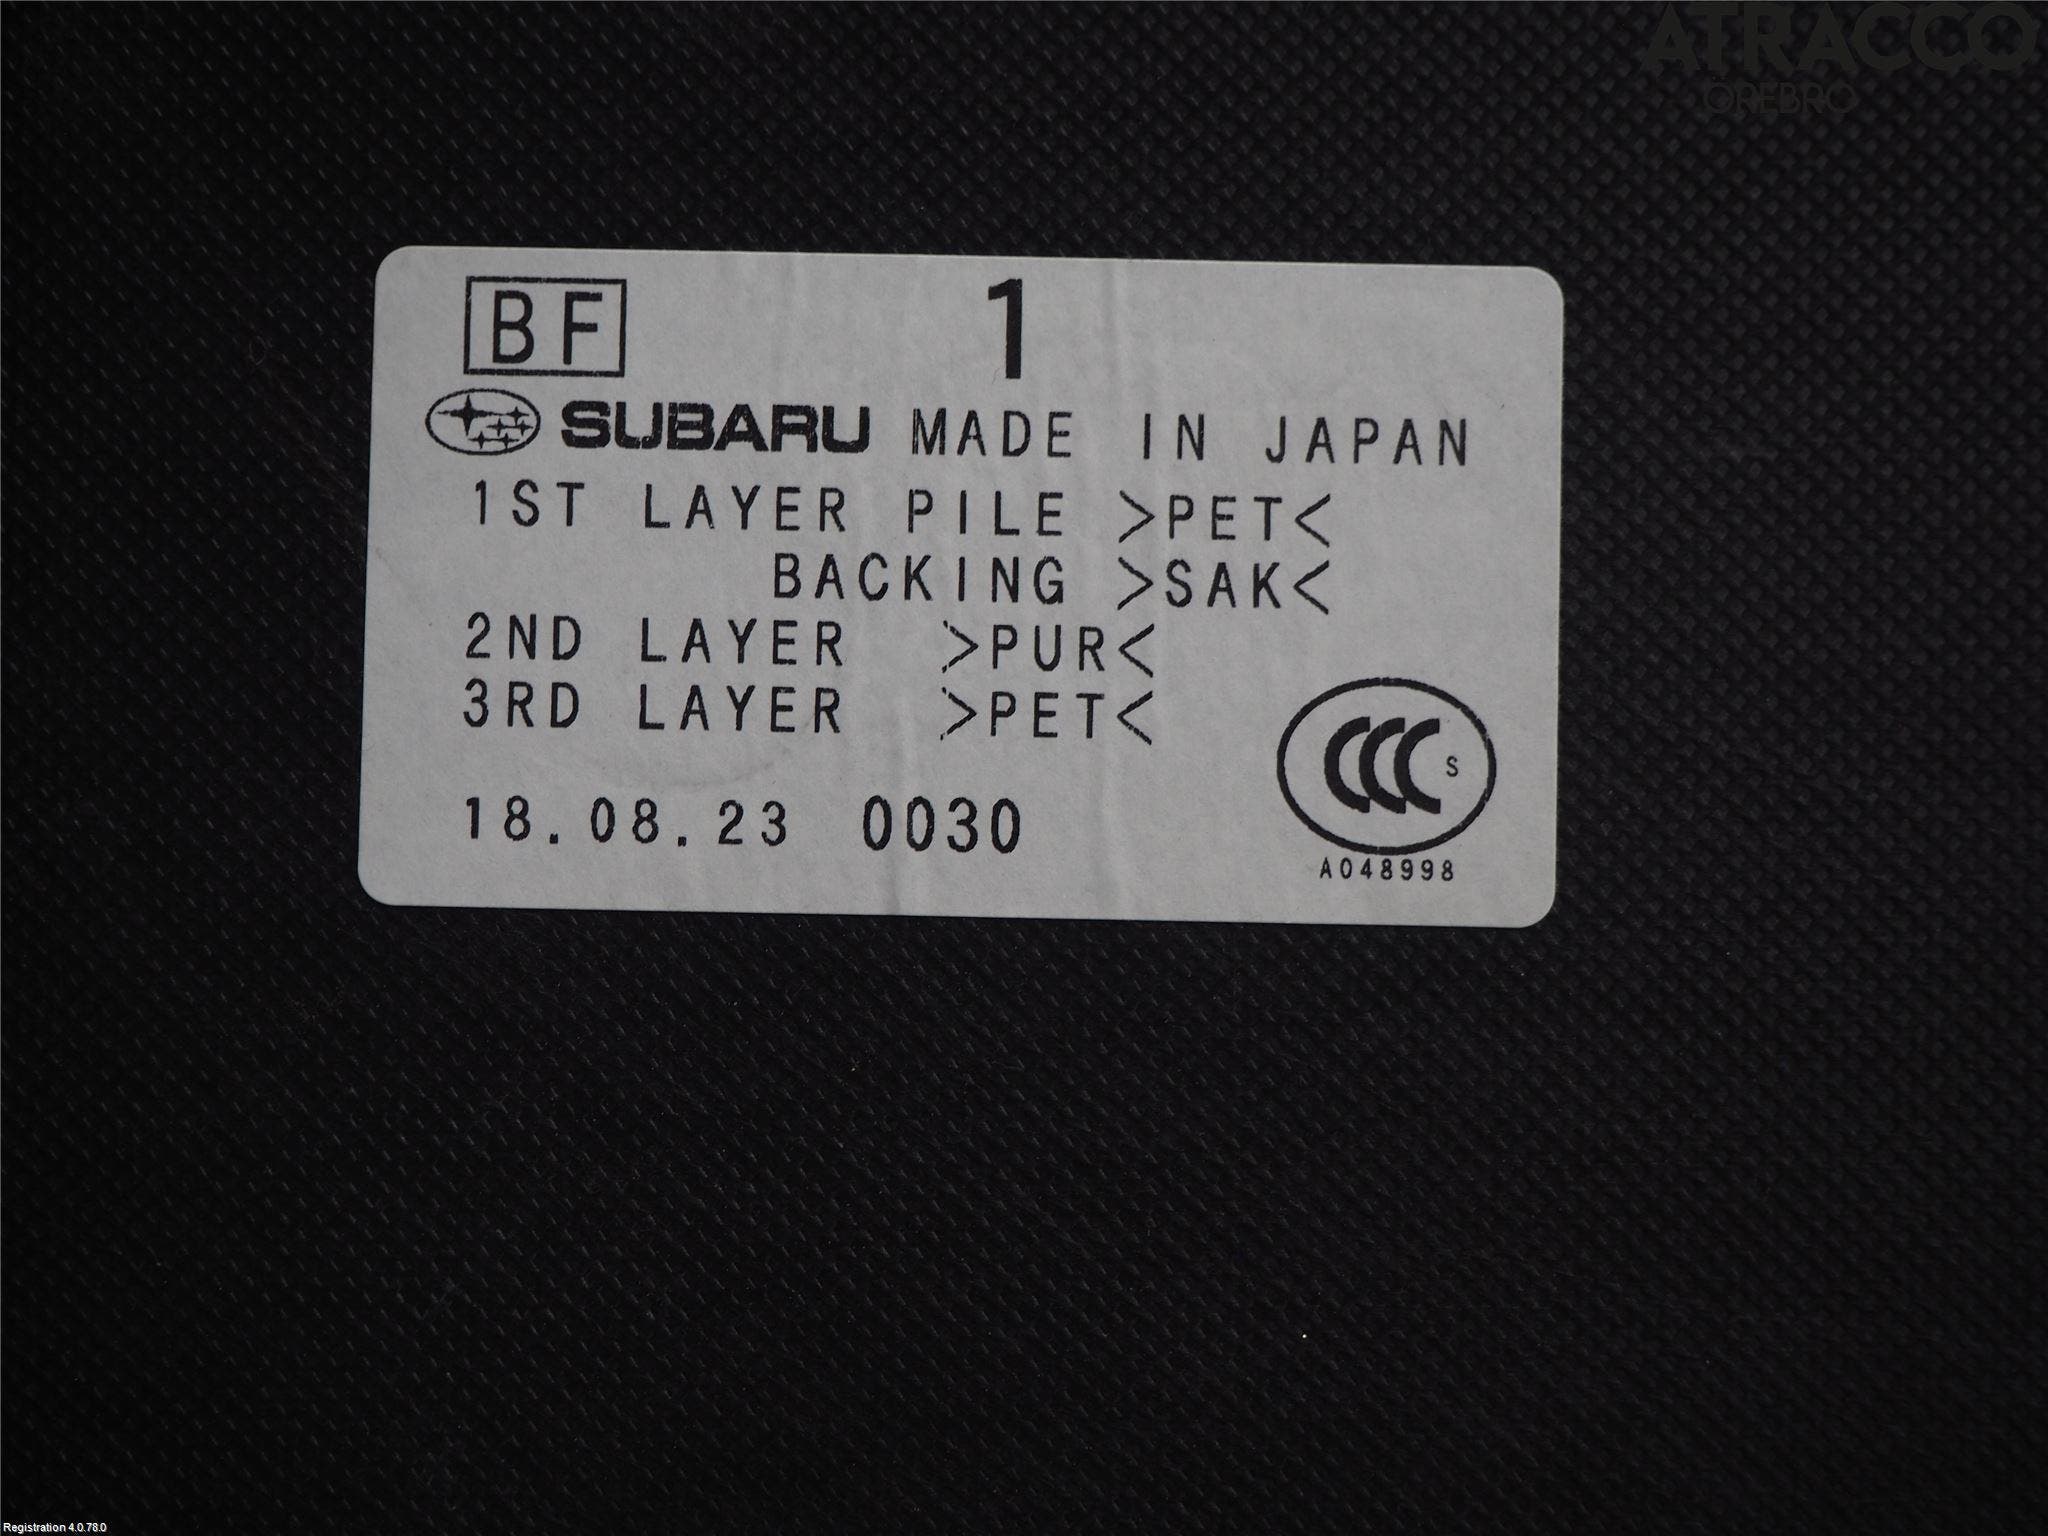 ATRACCO
ÖREBRO
BF 1
SUBARU MADE IN JAPAN
1ST LAYER PILE >PET<
BACKING >SAK<
2ND LAYER >PUR<
3RD LAYER >PET<
CCC S
18.08.23 0030
A048998
Registration 4.0.78.0